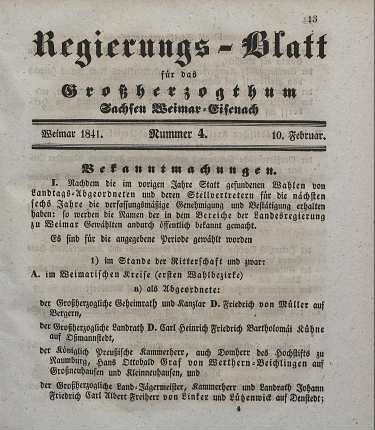 13
Regierungs-Blatt
für das
Großherzogthum
Sachsen Weimar-Eisenach
Weimar 1841. Nummer 4. 10. Februar.
Bekanntmachungen.
I. Nachdem die im vorigen Jahre Statt gefundenen Wahlen von
Landtags-Abgeordneten und deren Stellvertretern für die nächsten
sechs Jahre die verfassungsmäßige Genehmigung und Bestätigung erhalten
haben: so werden die Namen der in dem Bereiche der Landesregierung
zu Weimar Gewählten andurch öffentlich bekannt gemacht.
Es sind für die angegebene Periode gewählt worden
1) im Stande der Ritterschaft und zwar:
A. im Weimarischen Kreise (ersten Wahlbezirke)
a) als Abgeordnete:
der Großherzogliche Geheimrath und Kanzlar D. Friedrich von Müller auf
Bergern,
der Großherzogliche Landrath D. Carl Heinrich Friedrich Bartholomäi Kühne
auf Oßmannstedt,
der Königlich Preußische Kammerherr, auch Domherr des Hochstifts zu
Naumburg, Hans Ottobald Graf von Werthern-Beichlingen auf
Großneuhausen und Kleinneuhausen, und
der Großherzogliche Land-Jägermeister, Kammerherr und Landrath Johann
Friedrich Carl Albert Freiherr von Linker und Lützenwick auf Denstedt;